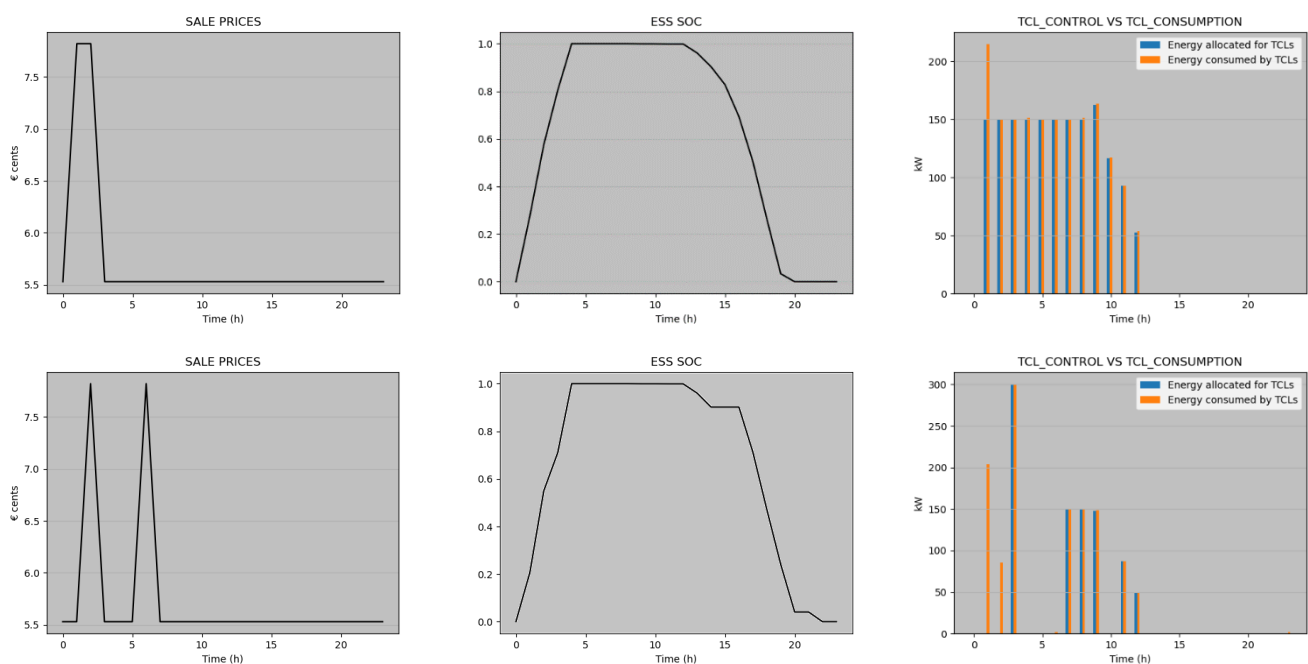 SALE PRICES
€ cents
7.5
7.0
6.5
6.0
5.5
0 5 10 15 20
Time (h)
ESS SOC
1.0
0.8
0.6
0.4
0.2
0.0
0 5 10 15 20
Time (h)
TCL_CONTROL VS TCL_CONSUMPTION
Energy allocated for TCLs
Energy consumed by TCLs
kW
200
150
100
50
0
0 5 10 15 20
Time (h)
SALE PRICES
€ cents
7.5
7.0
6.5
6.0
5.5
0 5 10 15 20
Time (h)
ESS SOC
1.0
0.8
0.6
0.4
0.2
0.0
0 5 10 15 20
Time (h)
TCL_CONTROL VS TCL_CONSUMPTION
Energy allocated for TCLs
Energy consumed by TCLs
kW
300
250
200
150
100
50
0
0 5 10 15 20
Time (h)